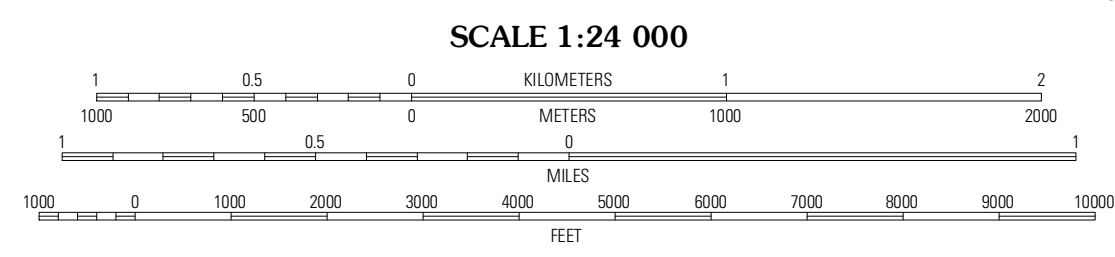 SCALE 1:24 000
1 0.5 0 KILOMETERS 1 2
1000 500 0 METERS 1000 2000
1 0.5 0 1
MILES
1000 0 1000 2000 3000 4000 5000 6000 7000 8000 9000 10000
FEET